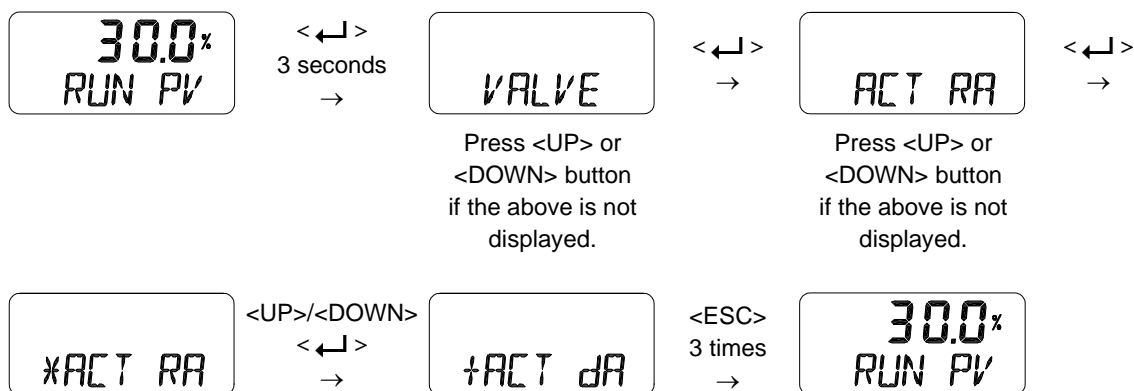 30.0%
RUN PV
< ↵ >
3 seconds
→
VALVE
Press <UP> or
<DOWN> button
if the above is not
displayed.
< ↵ >
→
ACT RA
Press <UP> or
<DOWN> button
if the above is not
displayed.
< ↵ >
→
*ACT RA
<UP>/<DOWN>
< ↵ >
→
+ACT dA
<ESC>
3 times
→
30.0%
RUN PV